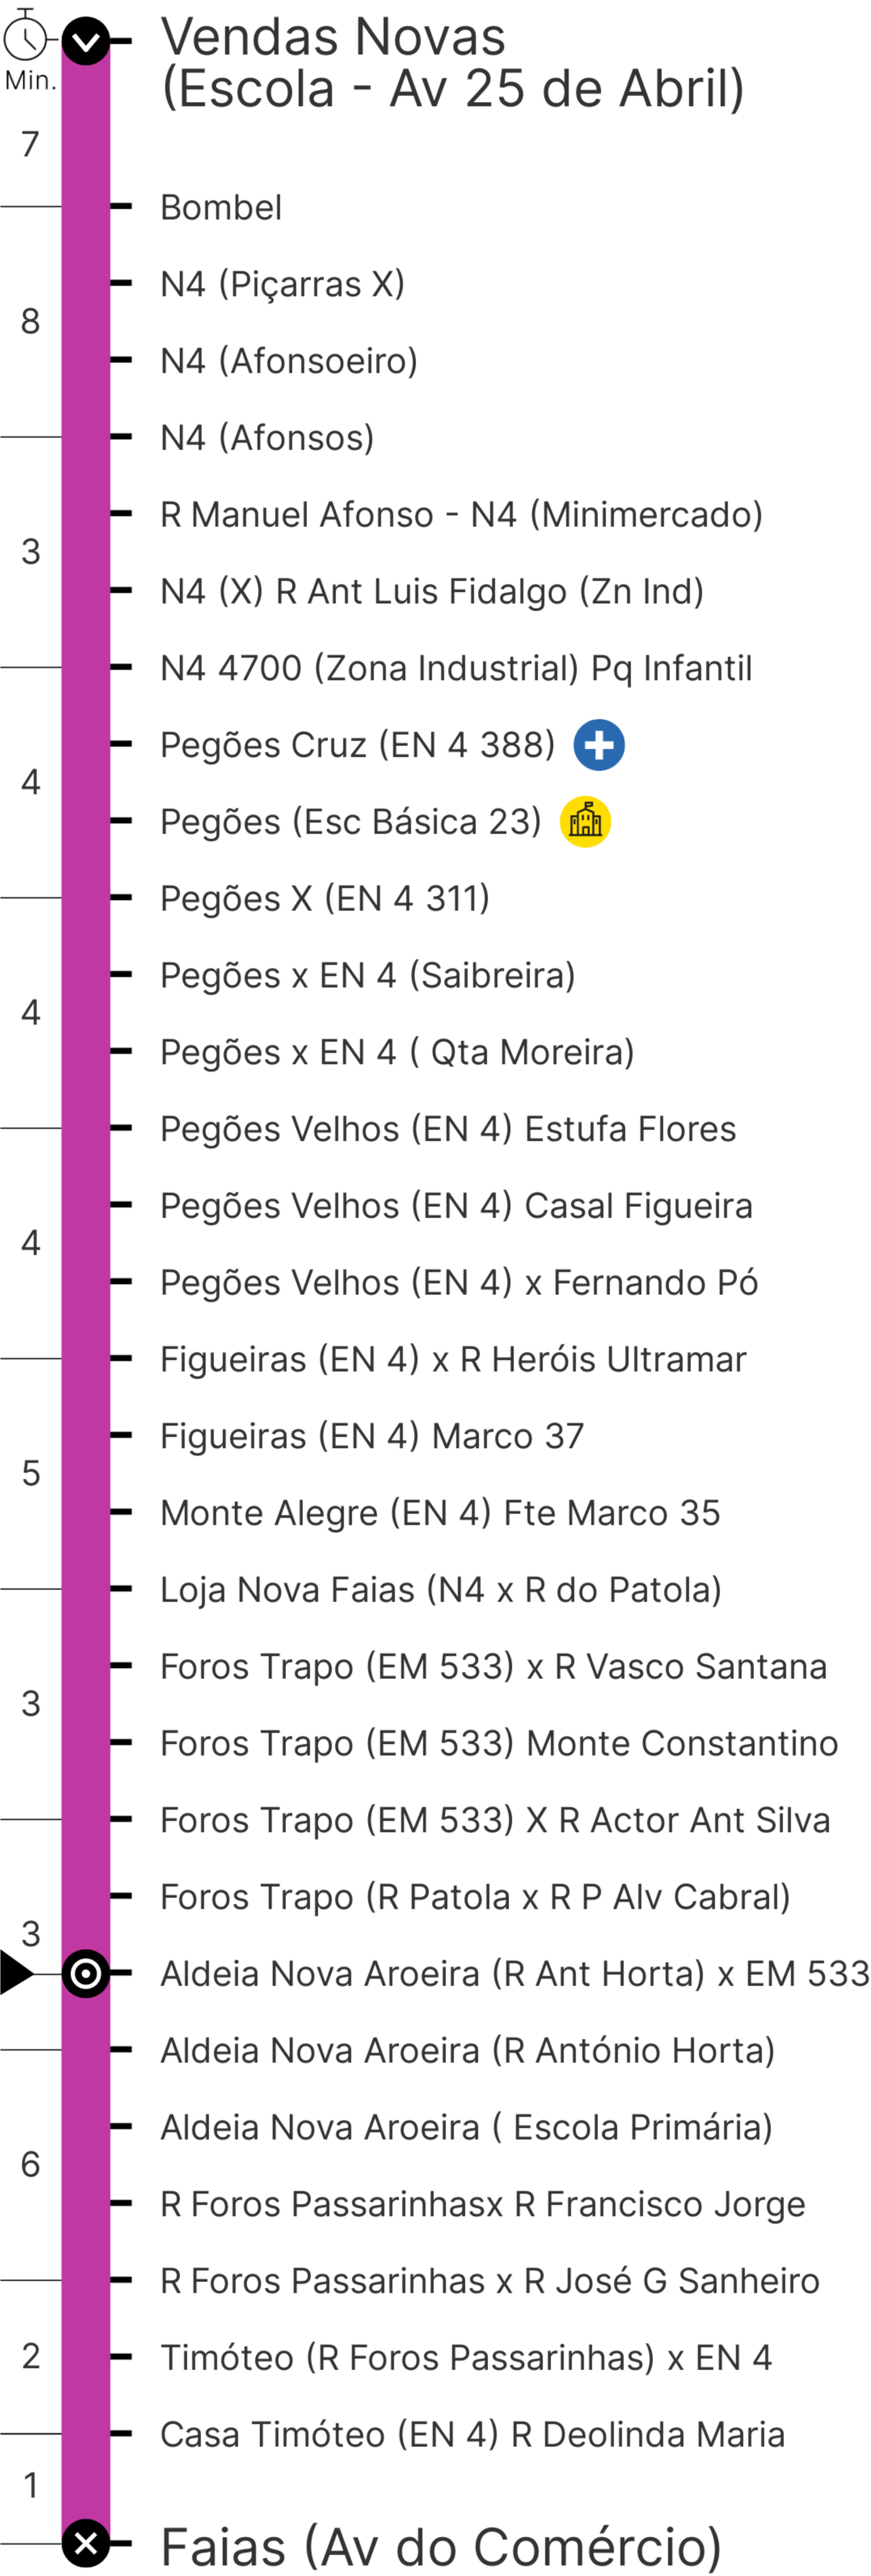 Vendas Novas
(Escola - Av 25 de Abril)
Min.
7
Bombel
N4 (Piçarras X)
8
N4 (Afonsoeiro)
N4 (Afonsos)
R Manuel Afonso - N4 (Minimercado)
3
N4 (X) R Ant Luis Fidalgo (Zn Ind)
N4 4700 (Zona Industrial) Pq Infantil
Pegões Cruz (EN 4 388)
4
Pegões (Esc Básica 23)
Pegões X (EN 4 311)
Pegões x EN 4 (Saibreira)
4
Pegões x EN 4 ( Qta Moreira)
Pegões Velhos (EN 4) Estufa Flores
Pegões Velhos (EN 4) Casal Figueira
4
Pegões Velhos (EN 4) x Fernando Pó
Figueiras (EN 4) x R Heróis Ultramar
Figueiras (EN 4) Marco 37
5
Monte Alegre (EN 4) Fte Marco 35
Loja Nova Faias (N4 x R do Patola)
Foros Trapo (EM 533) x R Vasco Santana
3
Foros Trapo (EM 533) Monte Constantino
Foros Trapo (EM 533) X R Actor Ant Silva
Foros Trapo (R Patola x R P Alv Cabral)
3
Aldeia Nova Aroeira (R Ant Horta) x EM 533
Aldeia Nova Aroeira (R António Horta)
Aldeia Nova Aroeira ( Escola Primária)
6
R Foros Passarinhasx R Francisco Jorge
R Foros Passarinhas x R José G Sanheiro
2
Timóteo (R Foros Passarinhas) x EN 4
Casa Timóteo (EN 4) R Deolinda Maria
1
Faias (Av do Comércio)